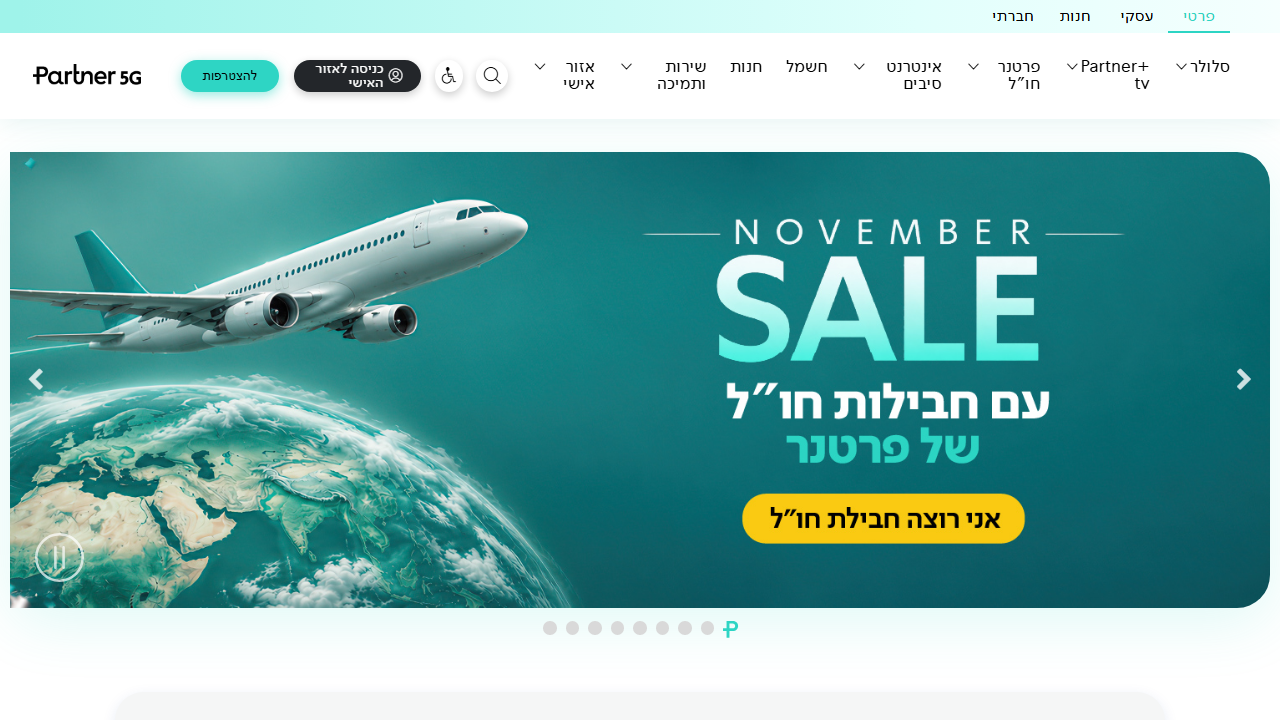 פרטי
עסקי
חנות
חברתי
סלולר
Partner+
tv
פרטנר
חו"ל
אינטרנט
סיבים
חשמל
חנות
שירות
ותמיכה
אזור
אישי
כניסה לאזור
האישי
להצטרפות
Partner 5G
NOVEMBER
SALE
עם חבילות חו"ל
של פרטנר
אני רוצה חבילת חו"ל